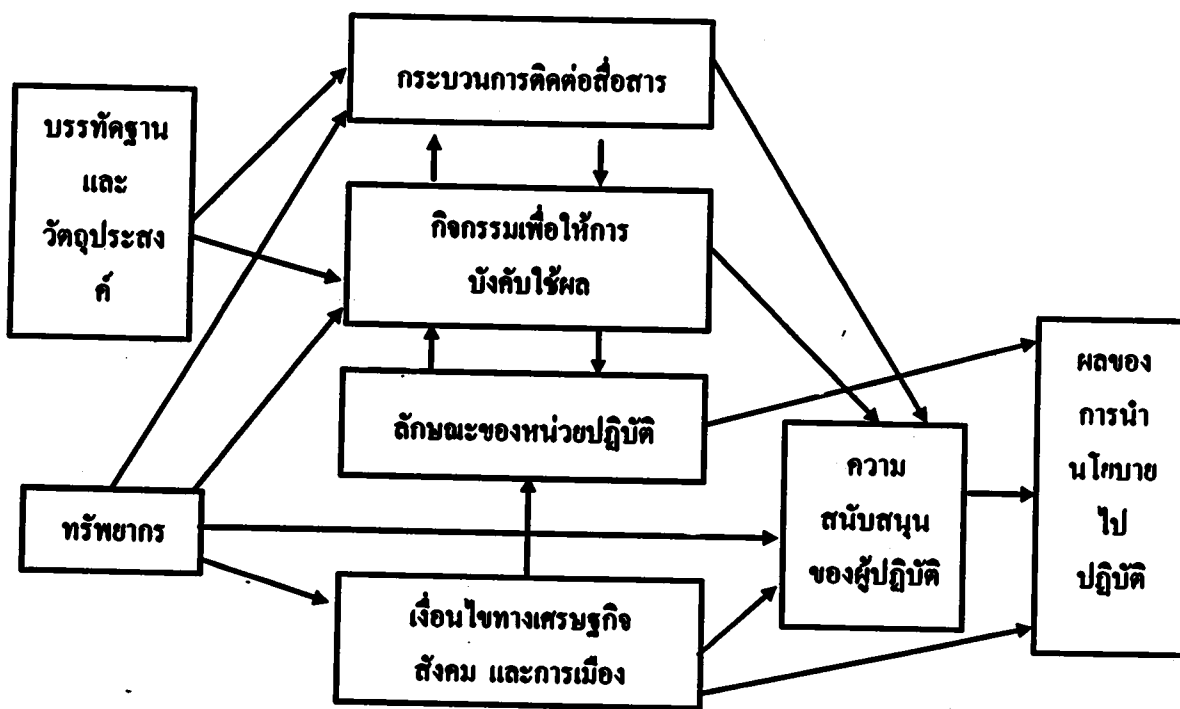 กระบวนการติดต่อสื่อสาร
บรรทัดฐาน
และ
วัตถุประสง
ค์
กิจกรรมเพื่อให้การ
บังคับใช้ผล
ลักษณะของหน่วยปฏิบัติ
ทรัพยากร
เงื่อนไขทางเศรษฐกิจ
สังคม และการเมือง
ความ
สนับสนุน
ของผู้ปฏิบัติ
ผลของ
การนำ
นโยบาย
ไป
ปฏิบัติ